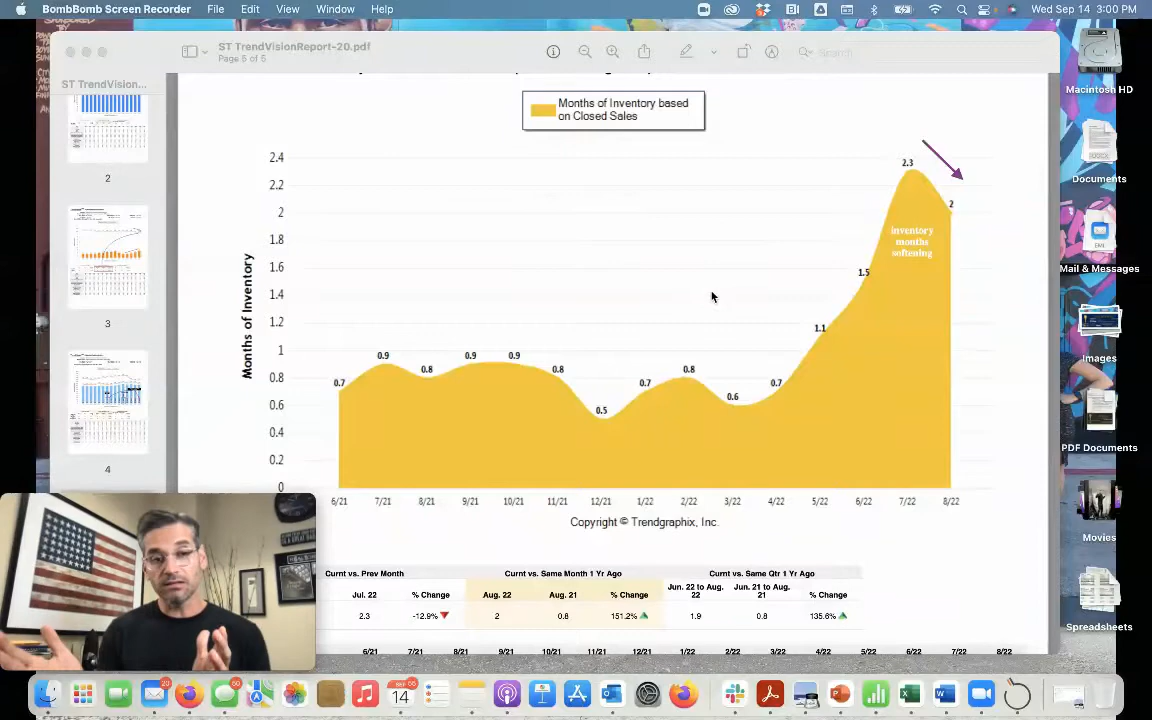 BombBomb Screen Recorder File Edit View Window Help Wed Sep 14 3:00 PM
ST TrendVisionReport-20.pdf
Page 5 of 5
Search
ST TrendVision...
2
3
4
Months of Inventory based
on Closed Sales
Months of Inventory
2.4
2.2
2
1.8
1.6
1.4
1.2
1
0.8
0.6
0.4
0.2
0
0.7 0.9 0.8 0.9 0.9 0.8 0.5 0.7 0.8 0.6 0.7 1.1 1.5 2.3 2
inventory
months
softening
6/21 7/21 8/21 9/21 10/21 11/21 12/21 1/22 2/22 3/22 4/22 5/22 6/22 7/22 8/22
Copyright © Trendgraphix, Inc.
Curnt vs. Prev Month Curnt vs. Same Month 1 Yr Ago Curnt vs. Same Qtr 1 Yr Ago
Jul. 22 % Change Aug. 22 Aug. 21 % Change Jun. 22 to Aug. 22 Jun. 21 to Aug. 21 % Change
2.3 -12.9% 2 0.8 151.2% 1.9 0.8 135.6%
6/21 7/21 8/21 9/21 10/21 11/21 12/21 1/22 2/22 3/22 4/22 5/22 6/22 7/22 8/22
Macintosh HD
Documents
Mail & Messages
Images
PDF Documents
Movies
Spreadsheets
20
60
SEP
14